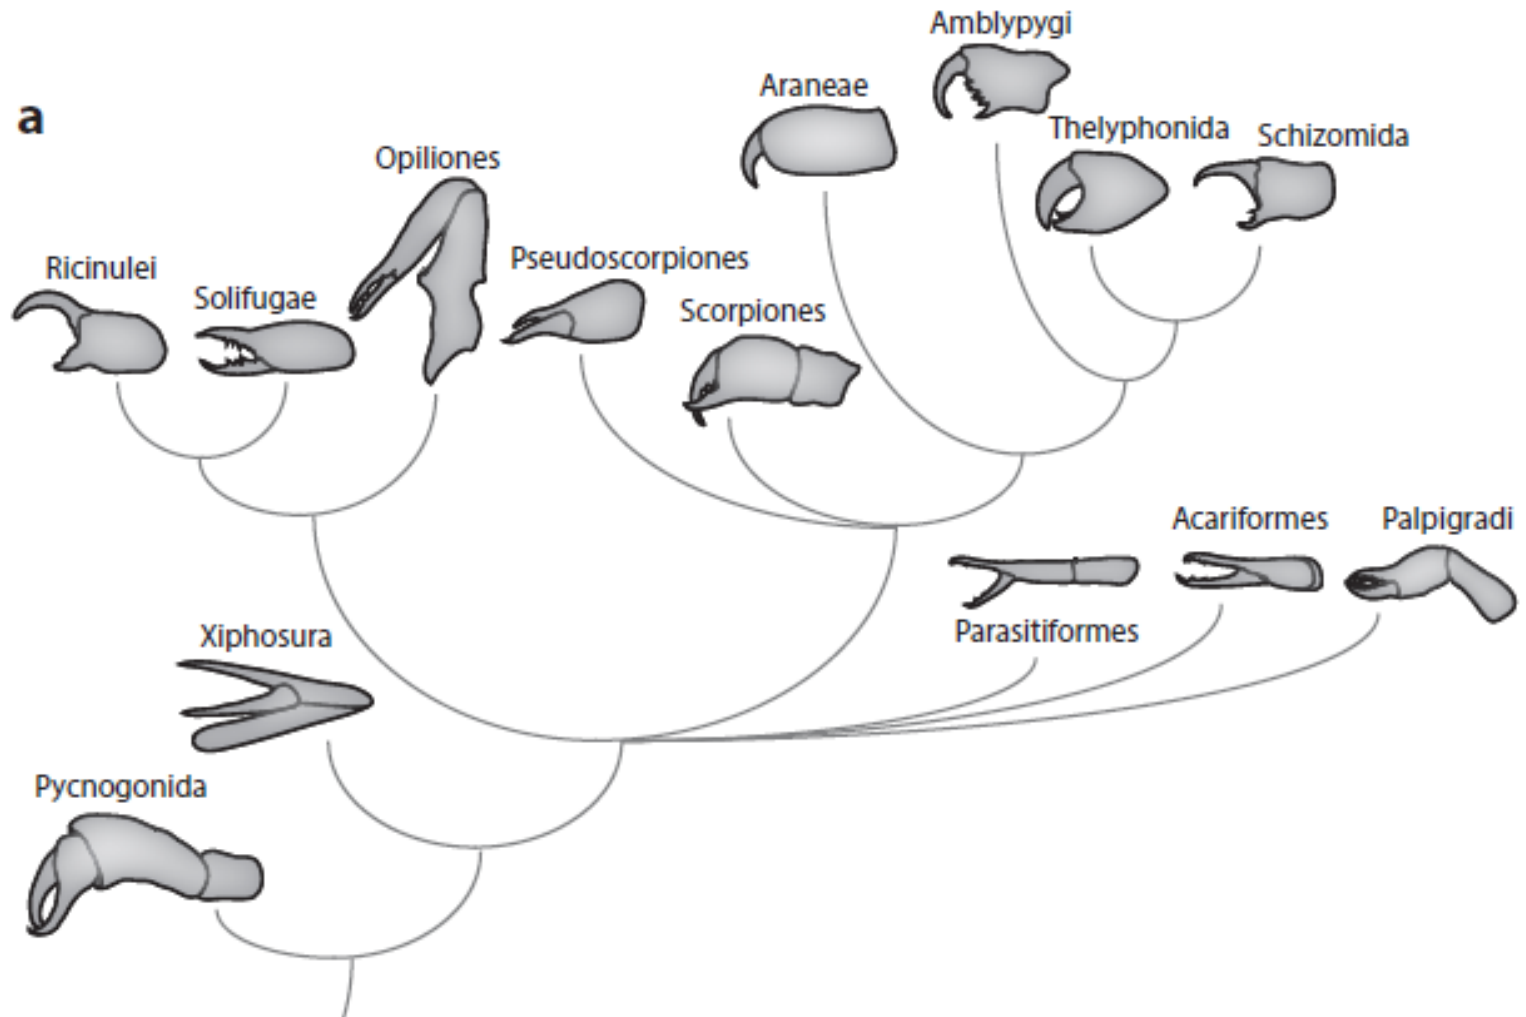 Amblypygi
Araneae
a
Thelyphonida
Schizomida
Opiliones
Pseudoscorpiones
Ricinulei
Solifugae
Scorpiones
Acariformes
Palpigradi
Parasitiformes
Xiphosura
Pycnogonida